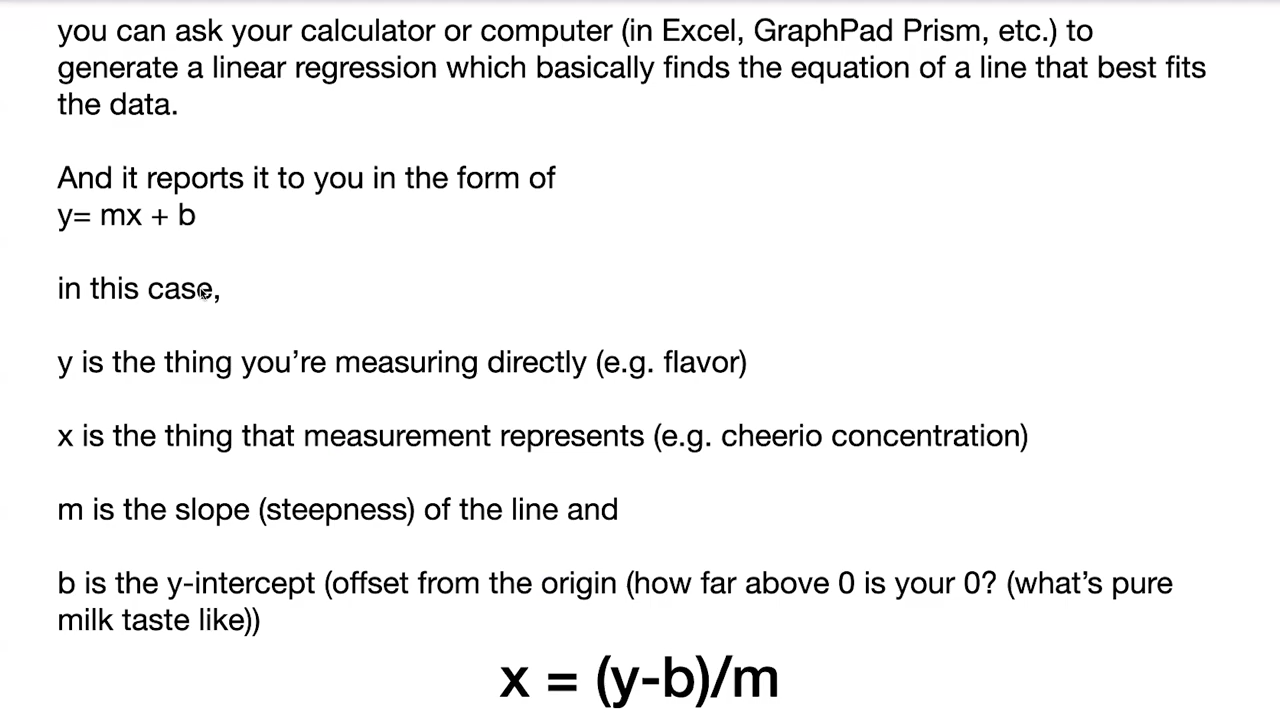 you can ask your calculator or computer (in Excel, GraphPad Prism, etc.) to
generate a linear regression which basically finds the equation of a line that best fits
the data.
And it reports it to you in the form of
y= mx + b
in this case,
y is the thing you’re measuring directly (e.g. flavor)
x is the thing that measurement represents (e.g. cheerio concentration)
m is the slope (steepness) of the line and
b is the y-intercept (offset from the origin (how far above 0 is your 0? (what’s pure
milk taste like))
x = (y-b)/m